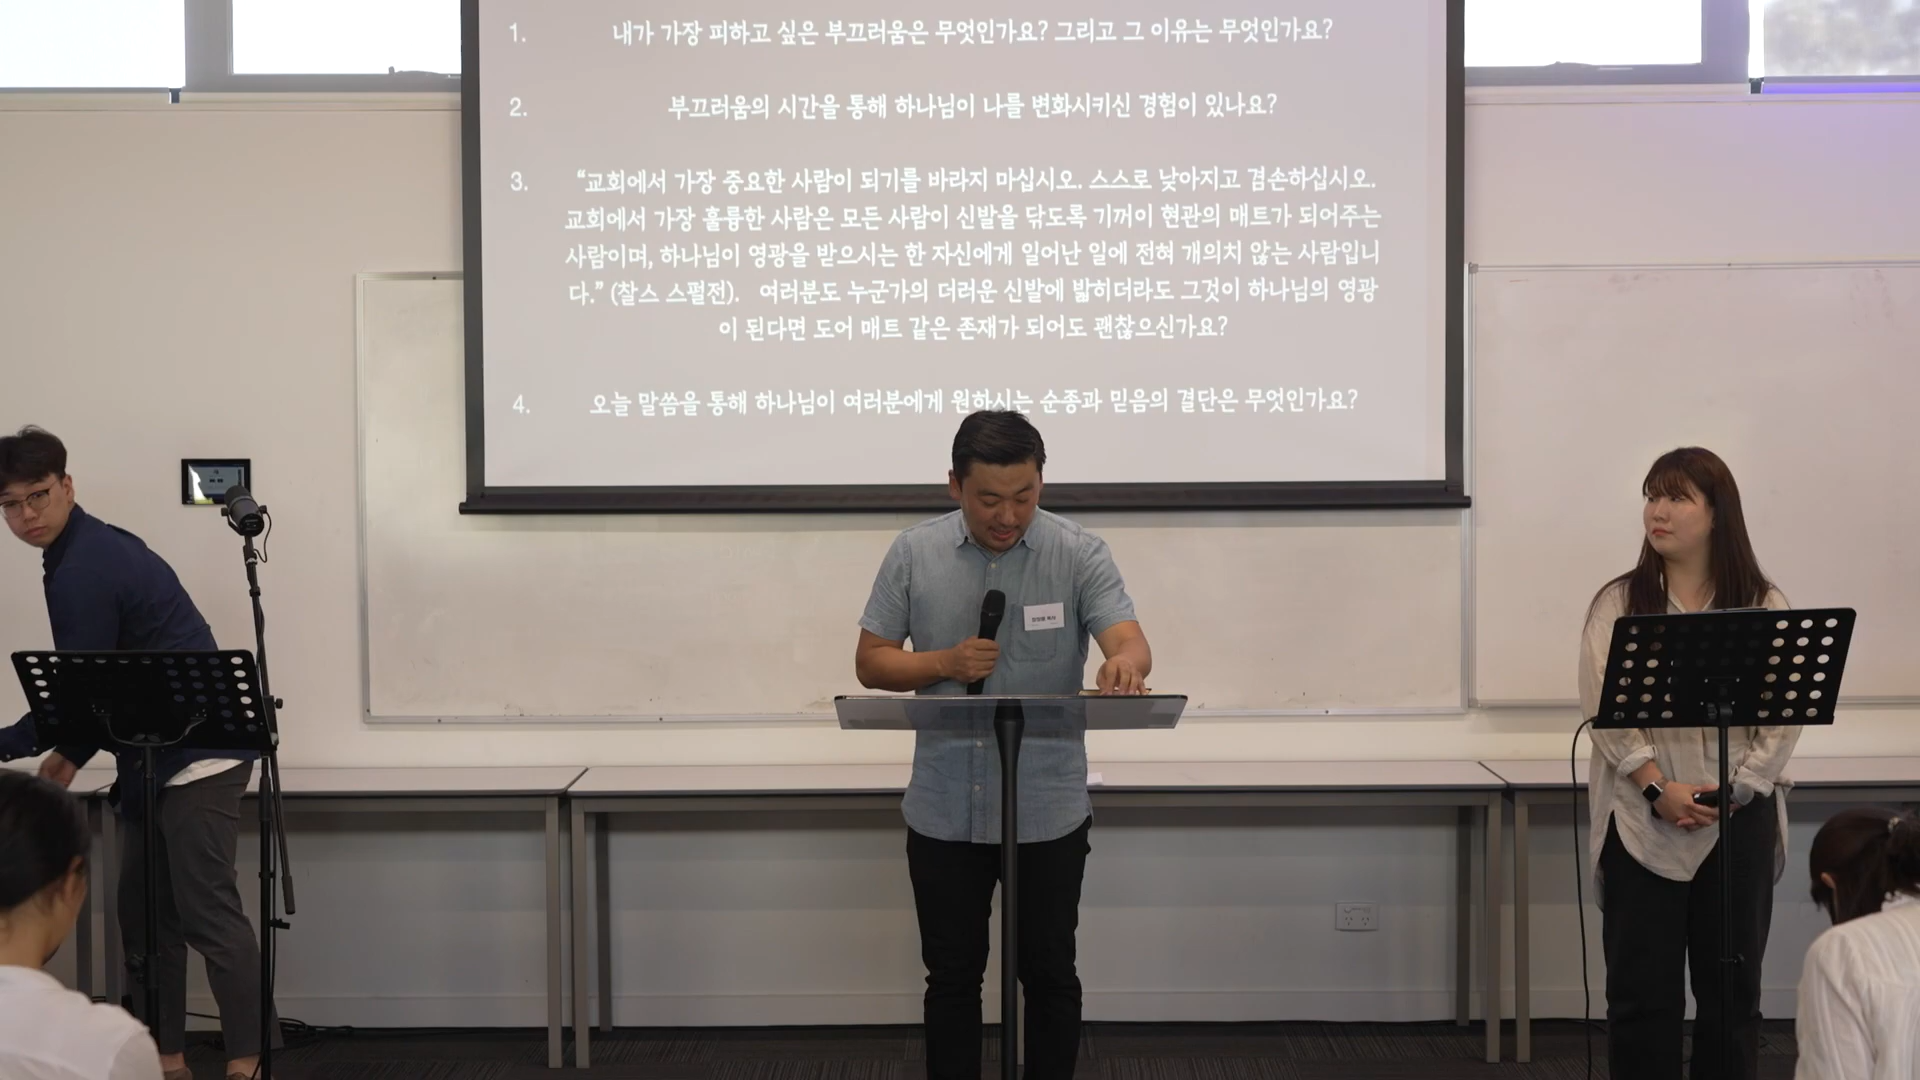 1. 내가 가장 피하고 싶은 부끄러움은 무엇인가요? 그리고 그 이유는 무엇인가요?
2. 부끄러움의 시간을 통해 하나님이 나를 변화시키신 경험이 있나요?
3. “교회에서 가장 중요한 사람이 되기를 바라지 마십시오. 스스로 낮아지고 겸손하십시오.
교회에서 가장 훌륭한 사람은 모든 사람이 신발을 닦도록 기꺼이 현관의 매트가 되어주는
사람이며, 하나님이 영광을 받으시는 한 자신에게 일어난 일에 전혀 개의치 않는 사람입니
다.” (찰스 스펄전). 여러분도 누군가의 더러운 신발에 밟히더라도 그것이 하나님의 영광
이 된다면 도어 매트 같은 존재가 되어도 괜찮으신가요?
4. 오늘 말씀을 통해 하나님이 여러분에게 원하시는 순종과 믿음의 결단은 무엇인가요?
목사